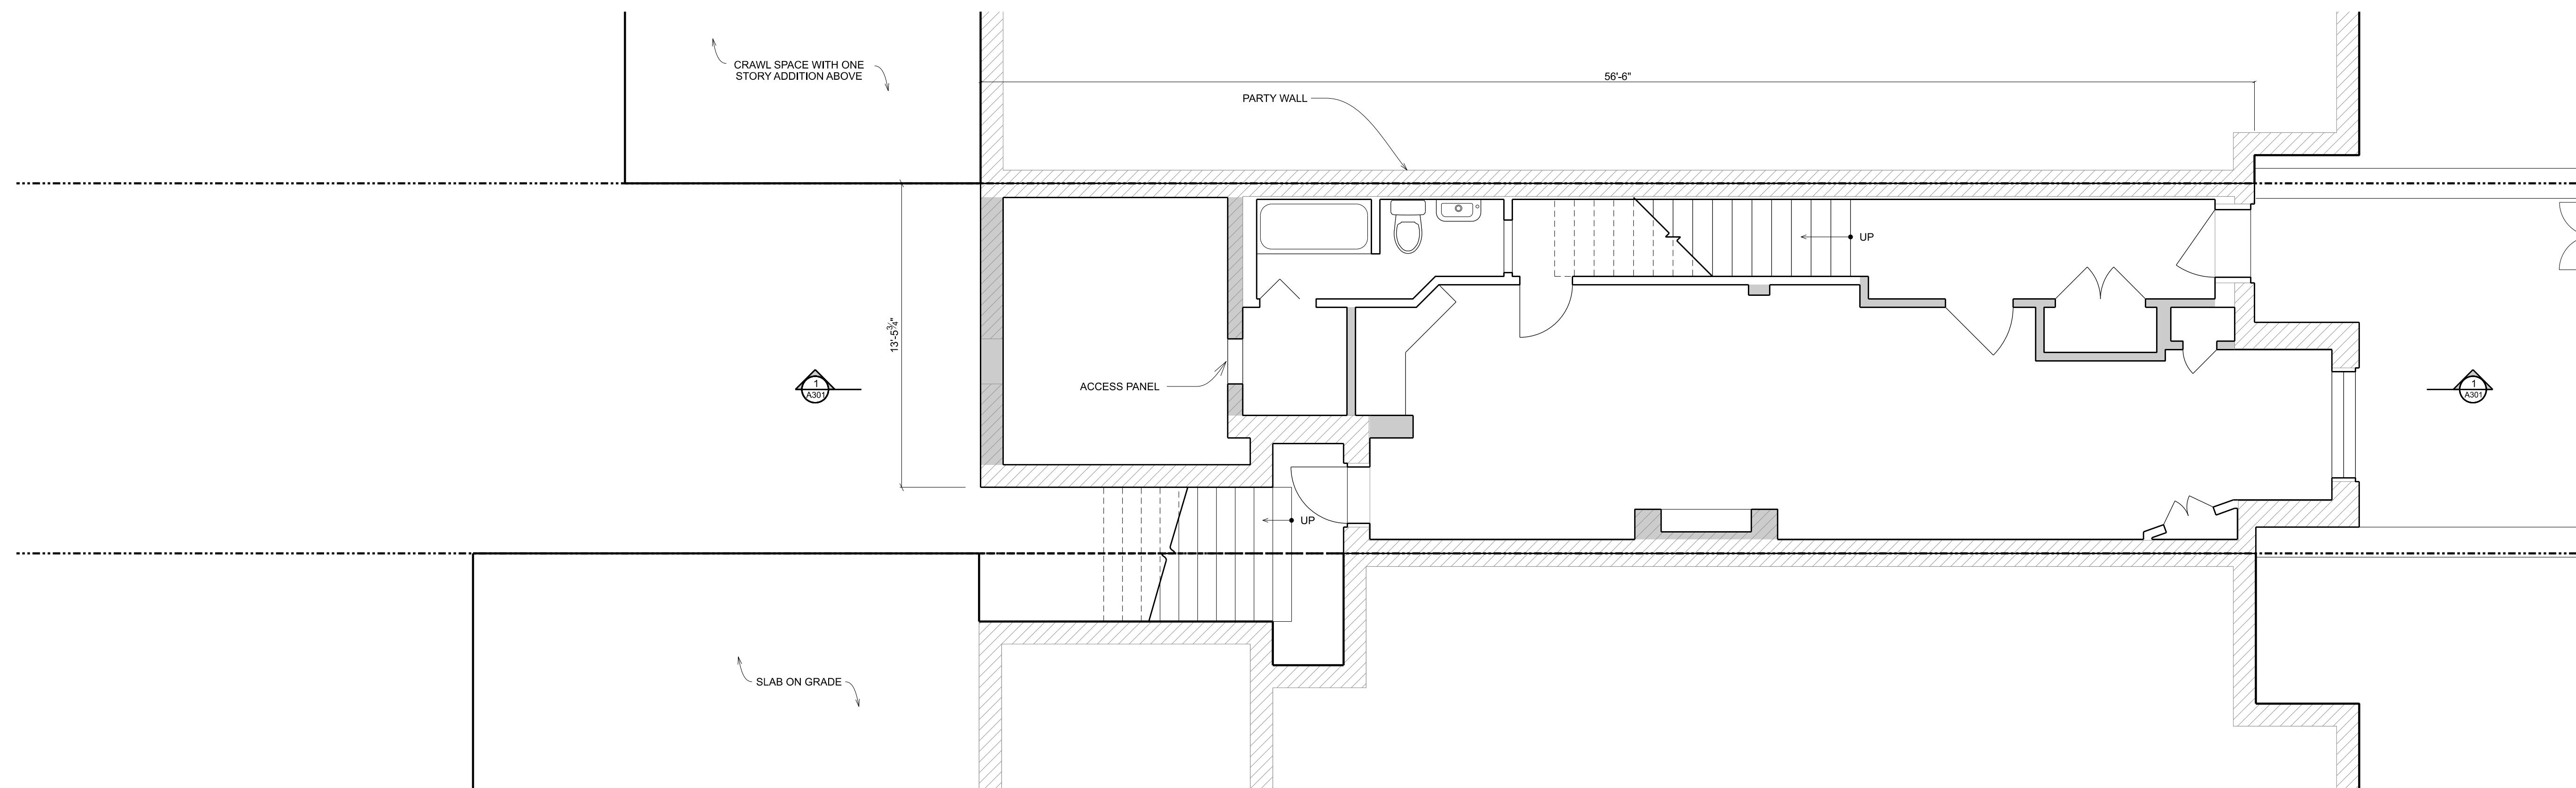 CRAWL SPACE WITH ONE
STORY ADDITION ABOVE
56'-6"
PARTY WALL
UP
13'-5¾"
ACCESS PANEL
1
A301
1
A301
UP
SLAB ON GRADE